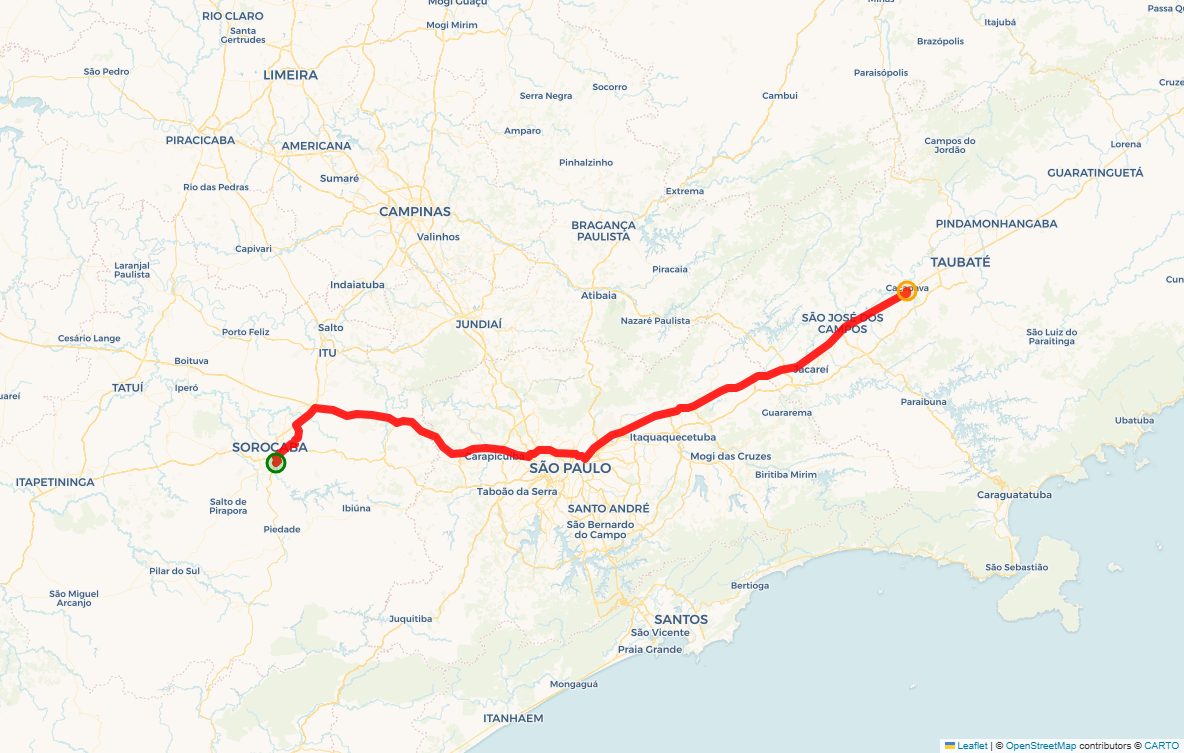 Mogi Guaçu
Minas
Passa Qu
RIO CLARO
Mogi Mirim
Itajubá
Santa
Gertrudes
Brazópolis
São Pedro
LIMEIRA
Paraisópolis
Cruze
Socorro
Serra Negra
Cambui
Amparo
PIRACICABA
AMERICANA
Campos do
Jordão
Lorena
Pinhalzinho
GUARATINGUETÁ
Sumaré
Rio das Pedras
Extrema
CAMPINAS
BRAGANÇA
PAULISTA
PINDAMONHANGABA
Valinhos
Capivari
TAUBATÉ
Laranjal
Paulista
Piracaia
Cun
Indaiatuba
Caçapava
Atibaia
SÃO JOSÉ DOS
CAMPOS
Nazaré Paulista
JUNDIAÍ
Salto
Porto Feliz
Cesário Lange
São Luiz do
Paraitinga
ITU
Boituva
Jacareí
TATUÍ
Iperó
uareí
Paraibuna
Guararema
Ubatuba
Itaquaquecetuba
SOROCABA
Carapicuíba
Mogi das Cruzes
SÃO PAULO
Biritiba Mirim
ITAPETININGA
Taboão da Serra
Caraguatatuba
Salto de
Pirapora
Ibiúna
SANTO ANDRÉ
Piedade
São Bernardo
do Campo
São Sebastião
Pilar do Sul
Bertioga
São Miguel
Arcanjo
Juquitiba
SANTOS
São Vicente
Praia Grande
Mongaguá
ITANHAEM
Leaflet | © OpenStreetMap contributors © CARTO